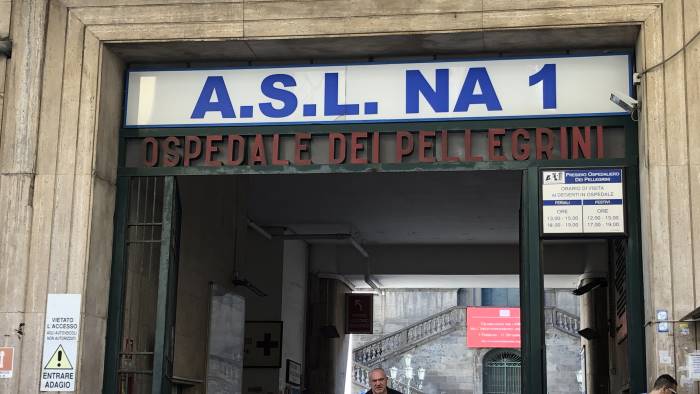 A.S.L. NA 1
OSPEDALE DEI PELLEGRINI
PRESIDIO OSPEDALIERO
DEI PELLEGRINI
ORARIO DI VISITA
AI DEGENTI IN OSPEDALE
FERIALI FESTIVI
ORE ORE
13.00 - 15.00 12.00 - 15.00
18.00 - 19.00 17.00 - 19.00
VIETATO
L'ACCESSO
AGLI AUTOVEICOLI
NON AUTORIZZATI
ENTRARE
ADAGIO